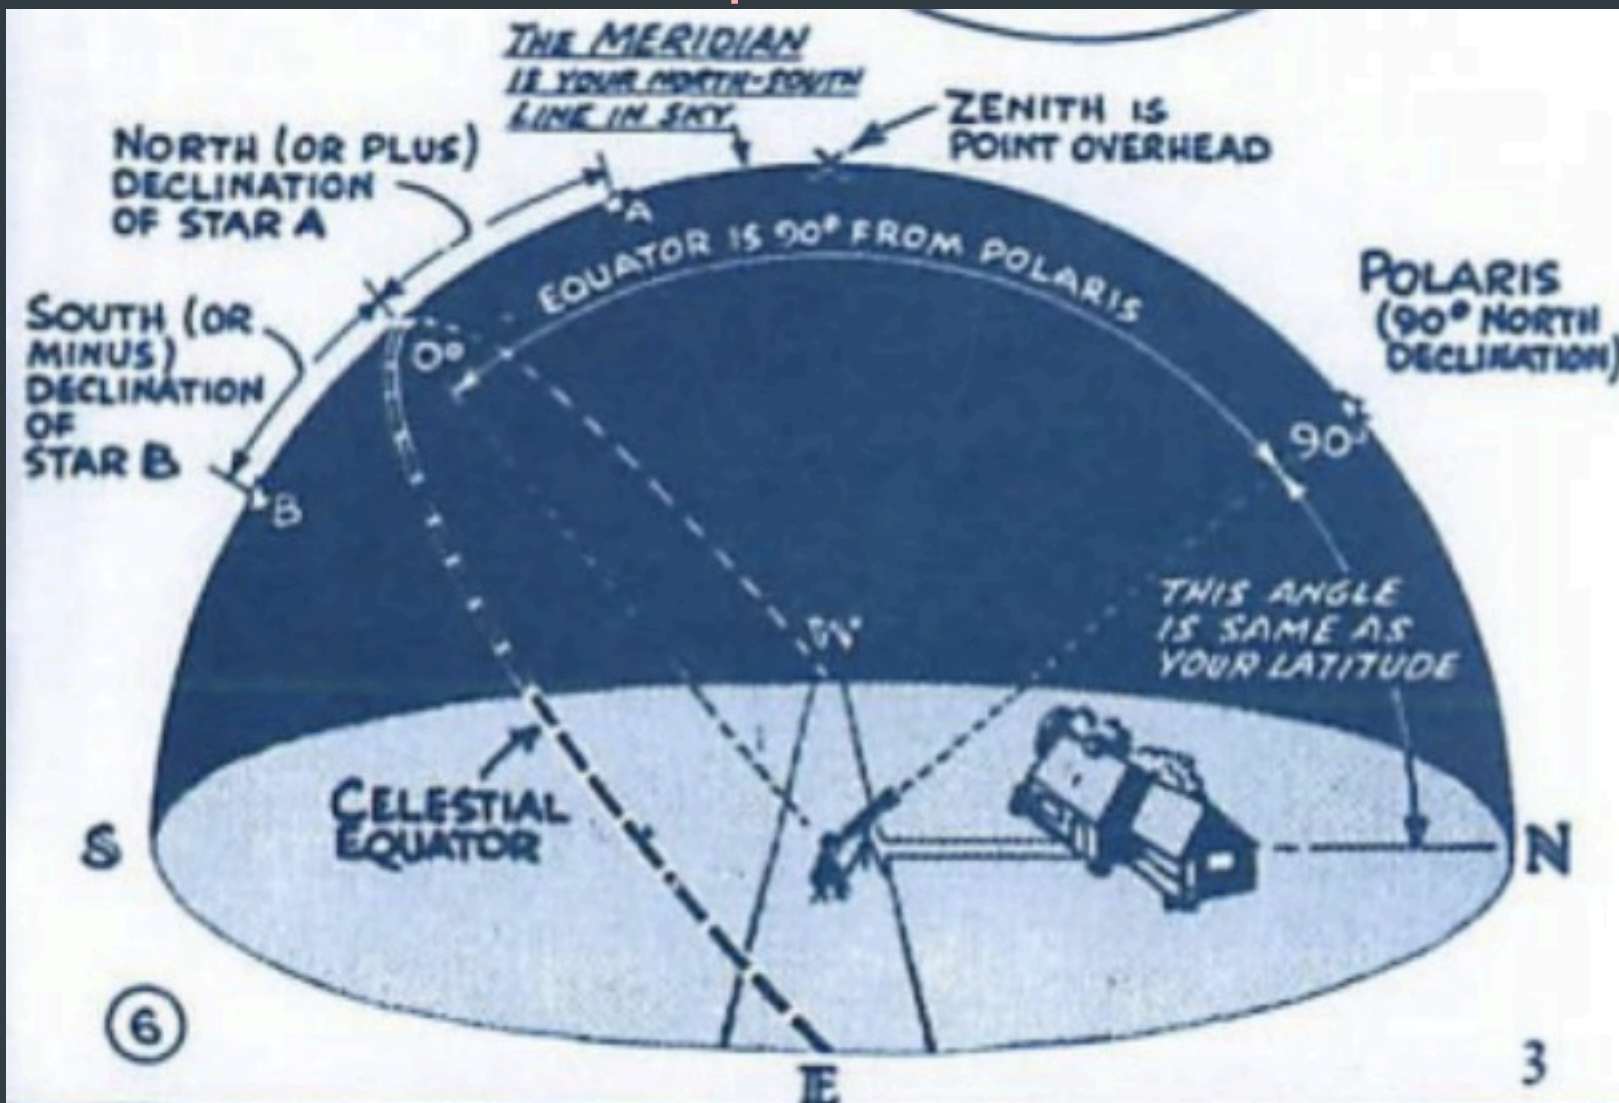 THE MERIDIAN
IS YOUR NORTH-SOUTH
LINE IN SKY
ZENITH IS
POINT OVERHEAD
NORTH (OR PLUS)
DECLINATION
OF STAR A
A
EQUATOR IS 90° FROM POLARIS
POLARIS
(90° NORTH
DECLINATION)
SOUTH (OR
MINUS)
DECLINATION
OF
STAR B
0°
90°
B
THIS ANGLE
IS SAME AS
YOUR LATITUDE
W
CELESTIAL
EQUATOR
S
N
6
E
3